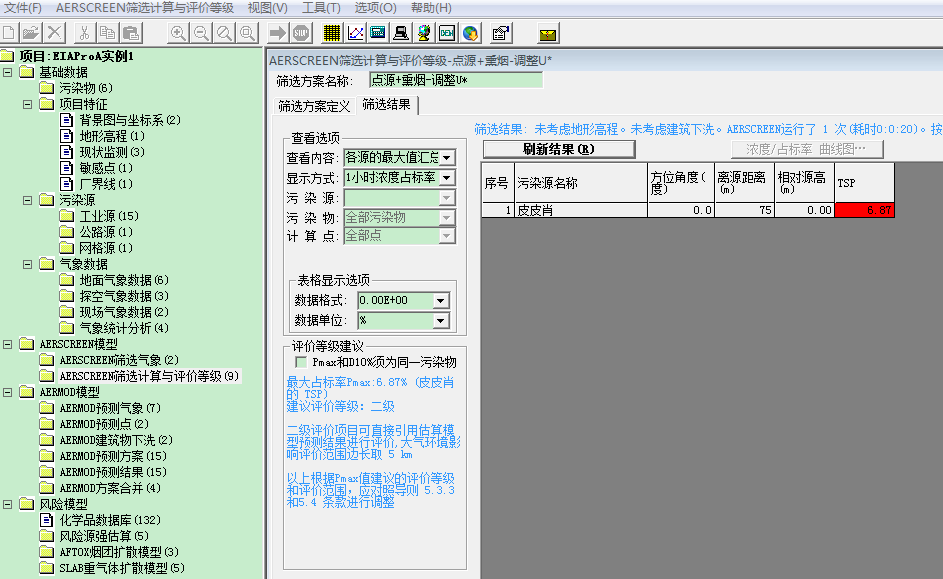 文件(F) AERSCREEN筛选计算与评价等级 视图(V) 工具(T) 选项(O) 帮助(H)
STOP
DEM
项目:EIAProA实例1
基础数据
污染物(6)
项目特征
背景图与坐标系(2)
地形高程(1)
现状监测(3)
敏感点(1)
厂界线(1)
污染源
工业源(15)
公路源(1)
网格源(1)
气象数据
地面气象数据(6)
探空气象数据(3)
现场气象数据(2)
气象统计分析(4)
AERSCREEN模型
AERSCREEN筛选气象(2)
AERSCREEN筛选计算与评价等级(9)
AERMOD模型
AERMOD预测气象(7)
AERMOD预测点(2)
AERMOD建筑物下洗(2)
AERMOD预测方案(15)
AERMOD预测结果(15)
AERMOD方案合并(4)
风险模型
化学品数据库(132)
风险源强估算(5)
AFTOX烟团扩散模型(3)
SLAB重气体扩散模型(5)
AERSCREEN筛选计算与评价等级-点源+重烟-调整U*
筛选方案名称: 点源+重烟-调整U*
筛选方案定义 筛选结果
查看选项
查看内容: 各源的最大值汇总
显示方式: 1小时浓度占标率
污 染 源:
污 染 物: 全部污染物
计 算 点: 全部点
表格显示选项
数据格式: 0.00E+00
数据单位: %
评价等级建议
Pmax和D10%须为同一污染物
最大占标率Pmax:6.87% (皮皮肖
的 TSP)
建议评价等级: 二级
二级评价项目可直接引用估算模
型预测结果进行评价,大气环境影
响评价范围边长取 5 km
以上根据Pmax值建议的评价等级
和评价范围, 应对照导则 5.3.3
和5.4 条款进行调整
筛选结果: 未考虑地形高程。未考虑建筑下洗。AERSCREEN运行了 1 次(耗时0:0:20)。按
刷新结果(R) 浓度/占标率 曲线图…
序号 污染源名称 方位角度(度) 离源距离(m) 相对源高(m) TSP
1 皮皮肖 0.0 75 0.00 6.87